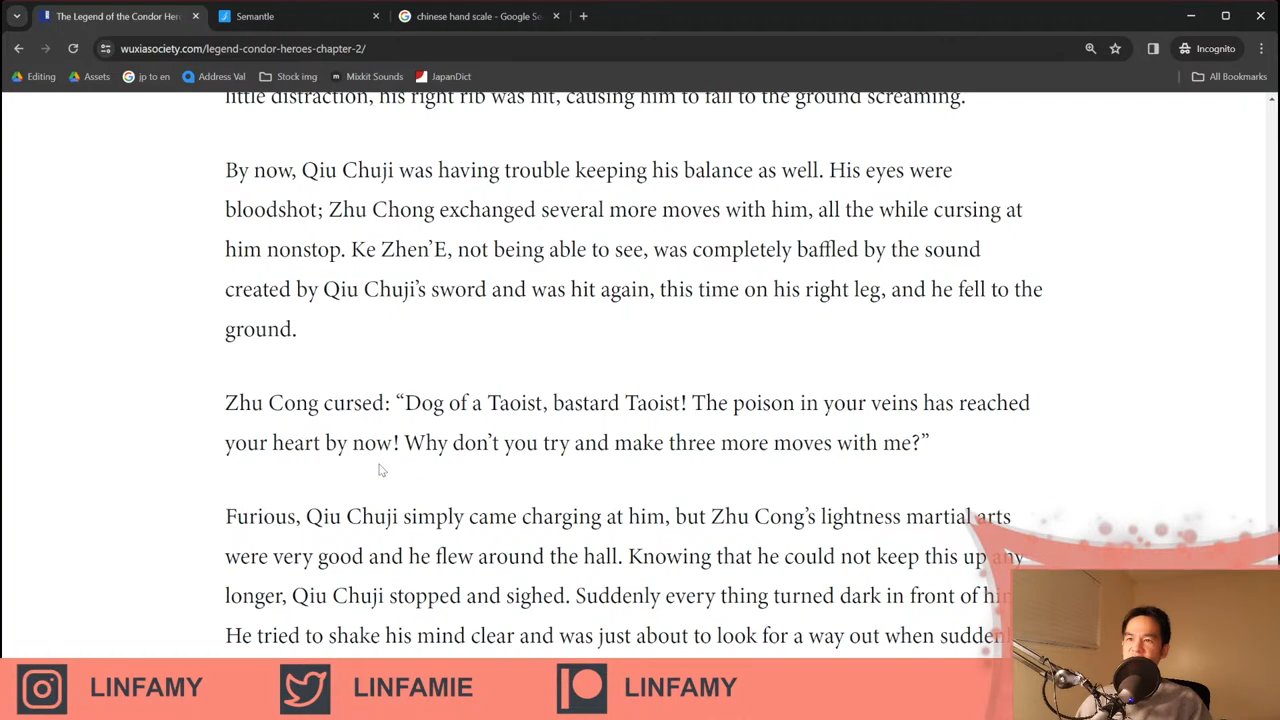 The Legend of the Condor Her
Semantle
chinese hand scale - Google Se
wuxiasociety.com/legend-condor-heroes-chapter-2/
Incognito
Editing
Assets
jp to en
Address Val
Stock img
Mixkit Sounds
JapanDict
All Bookmarks
little distraction, his right rib was hit, causing him to fall to the ground screaming.
By now, Qiu Chuji was having trouble keeping his balance as well. His eyes were
bloodshot; Zhu Chong exchanged several more moves with him, all the while cursing at
him nonstop. Ke Zhen’E, not being able to see, was completely baffled by the sound
created by Qiu Chuji’s sword and was hit again, this time on his right leg, and he fell to the
ground.
Zhu Cong cursed: “Dog of a Taoist, bastard Taoist! The poison in your veins has reached
your heart by now! Why don’t you try and make three more moves with me?”
Furious, Qiu Chuji simply came charging at him, but Zhu Cong’s lightness martial arts
were very good and he flew around the hall. Knowing that he could not keep this up any
longer, Qiu Chuji stopped and sighed. Suddenly every thing turned dark in front of hi
He tried to shake his mind clear and was just about to look for a way out when sudden
LINFAMY
LINFAMIE
LINFAMY